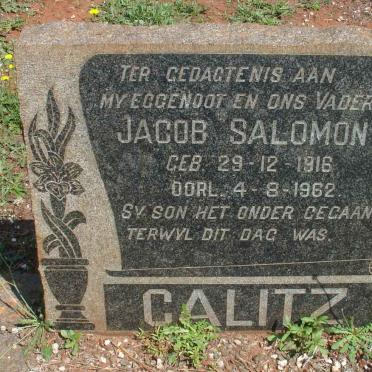 TER GEDAGTENIS AAN
MY EGGENOOT EN ONS VADER
JACOB SALOMON
GEB 29-12-1916
OORL. 4-8-1962
SY SON HET ONDER GEGAAN
TERWYL DIT DAG WAS.
CALITZ